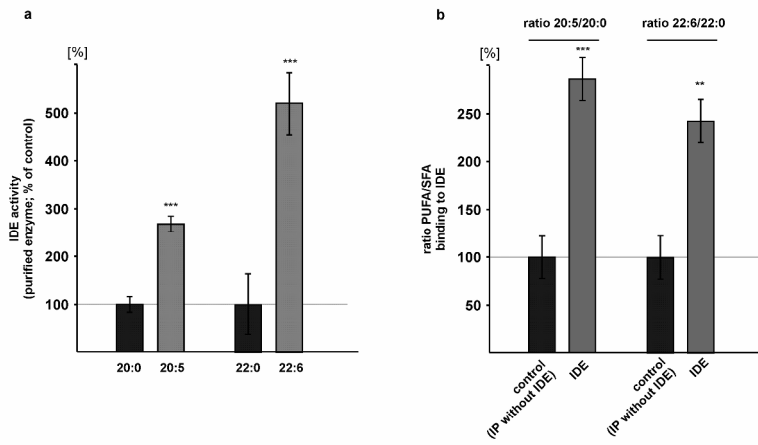 a
[%]
500
400
300
200
100
IDE activity
(purified enzyme; % of control)
***
***
20:0 20:5 22:0 22:6
b
ratio 20:5/20:0 ratio 22:6/22:0
[%]
250
200
150
100
50
ratio PUFA/SFA
binding to IDE
***
**
control
(IP without IDE)
IDE
control
(IP without IDE)
IDE